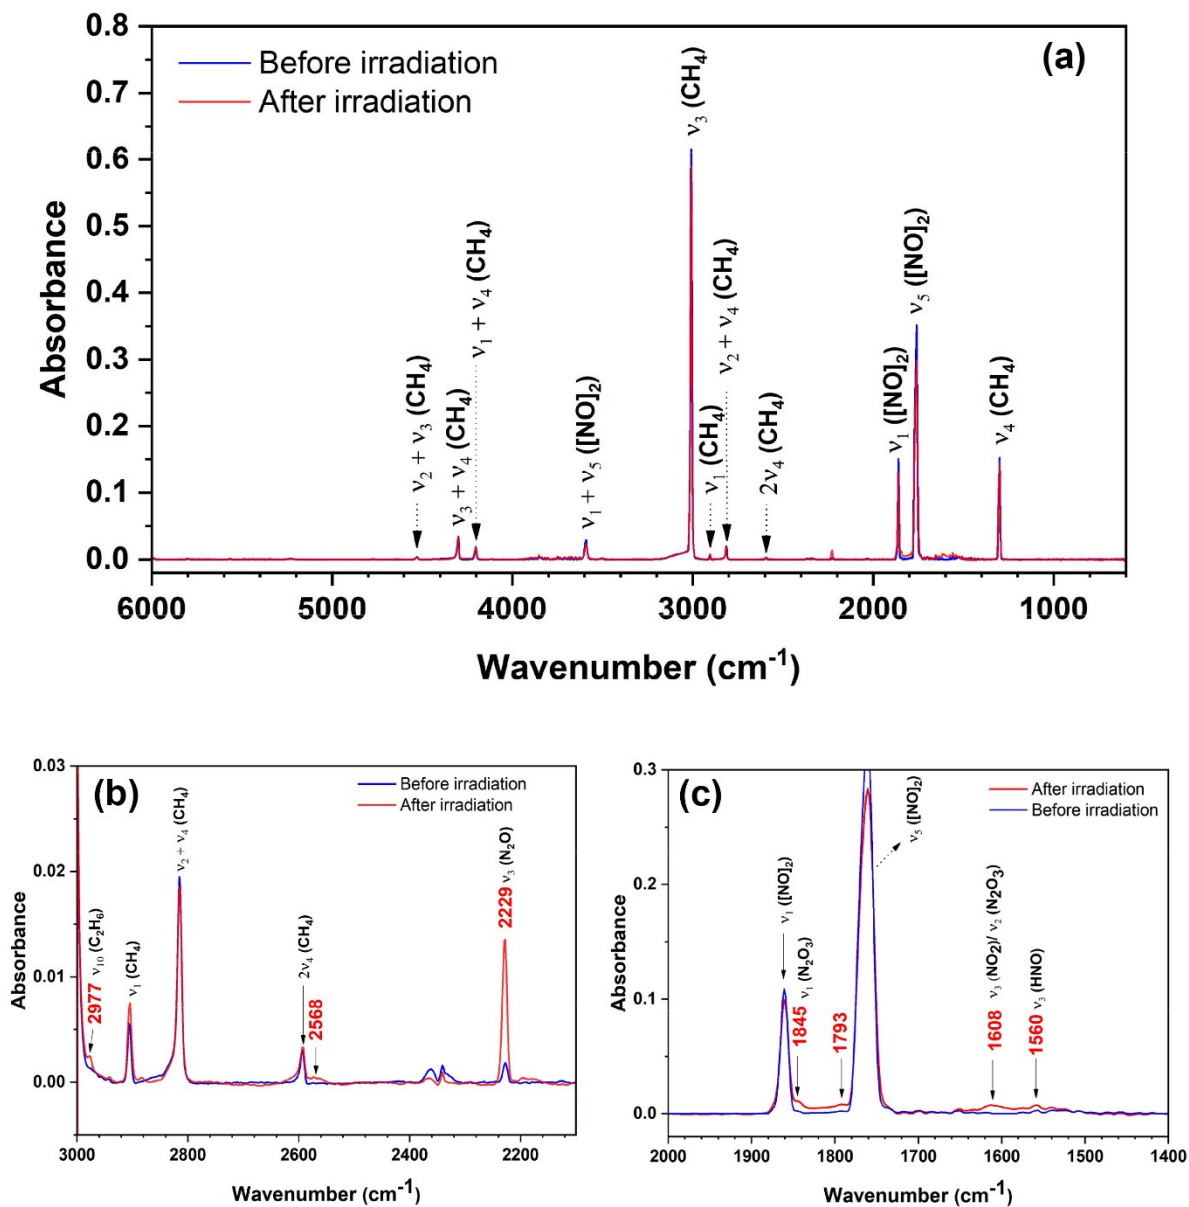 (a)
Before irradiation
After irradiation
0.8
0.7
0.6
0.5
0.4
0.3
0.2
0.1
0.0
Absorbance
ν2 + ν3 (CH4)
ν3 + ν4 (CH4)
ν1 + ν4 (CH4)
ν1 + ν5 ([NO]2)
ν3 (CH4)
ν1 (CH4)
ν2 + ν4 (CH4)
2ν4 (CH4)
ν1 ([NO]2)
ν5 ([NO]2)
ν4 (CH4)
6000 5000 4000 3000 2000 1000
Wavenumber (cm-1)
(b)
Before irradiation
After irradiation
0.03
0.02
0.01
0.00
Absorbance
2977 ν10 (C2H6)
ν1 (CH4)
ν2 + ν4 (CH4)
2ν4 (CH4)
2568
2229 ν3 (N2O)
3000 2800 2600 2400 2200
Wavenumber (cm-1)
(c)
After irradiation
Before irradiation
0.3
0.2
0.1
0.0
Absorbance
ν1 ([NO]2)
1845 ν1 (N2O3)
1793
ν5 ([NO]2)
1608 ν3 (NO2)/ ν2 (N2O3)
1560 ν3 (HNO)
2000 1900 1800 1700 1600 1500 1400
Wavenumber (cm-1)